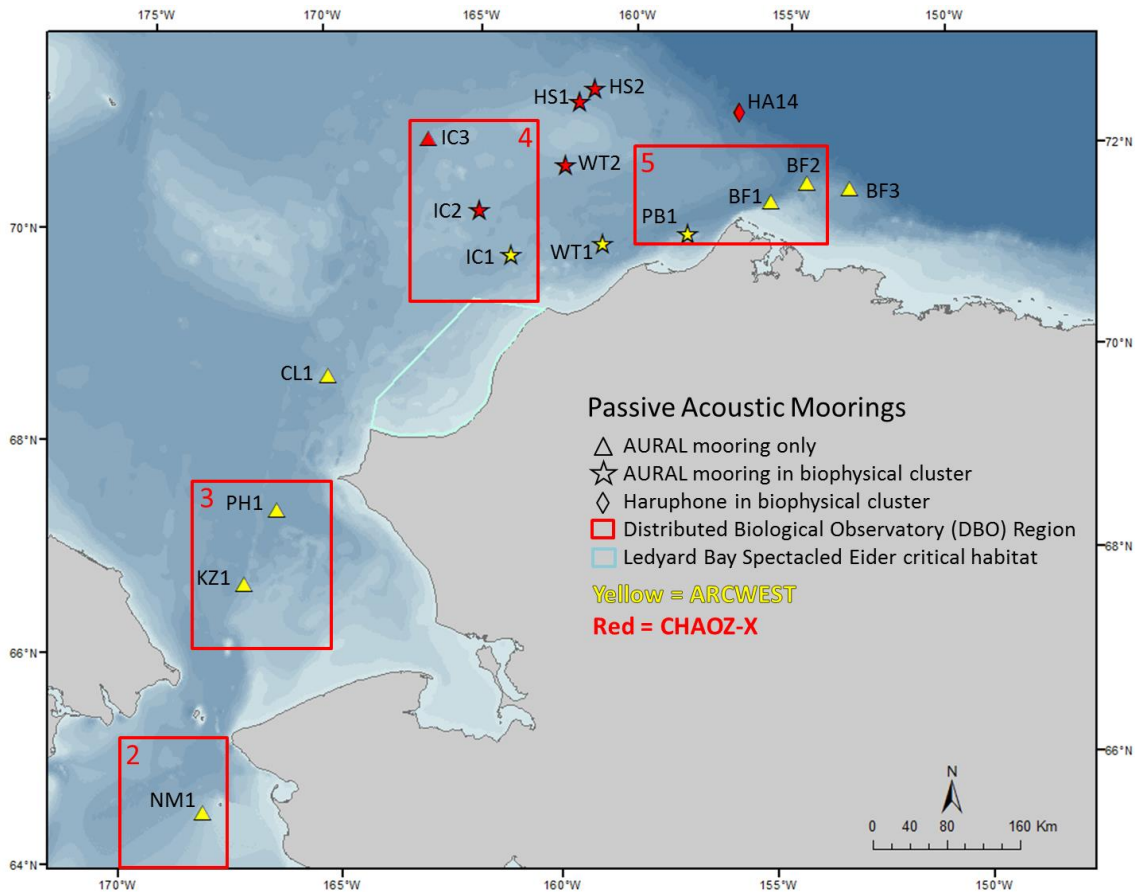 175°W 170°W 165°W 160°W 155°W 150°W
HS2
HS1
HA14
4
IC3
72°N
5
WT2
BF2
BF3
IC2
BF1
PB1
70°N
WT1
IC1
70°N
CL1
Passive Acoustic Moorings
AURAL mooring only
AURAL mooring in biophysical cluster
Haruphone in biophysical cluster
Distributed Biological Observatory (DBO) Region
Ledyard Bay Spectacled Eider critical habitat
Yellow = ARCWEST
Red = CHAOZ-X
68°N
3
PH1
68°N
KZ1
66°N
66°N
2
NM1
N
0 40 80 160 Km
64°N
170°W 165°W 160°W 155°W 150°W